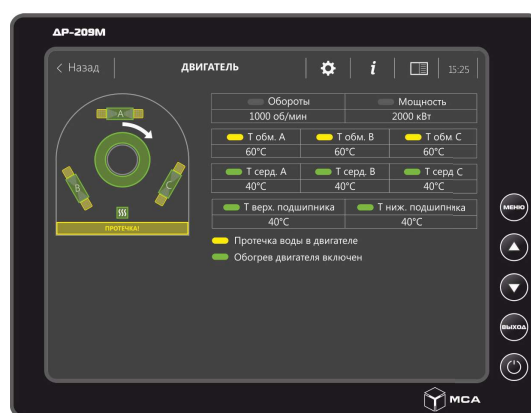 ДР-209М
< Назад ДВИГАТЕЛЬ i 15:25
Обороты Мощность
1000 об/мин 2000 кВт
Т обм. А Т обм. В Т обм С
60°С 60°С 60°С
Т серд. А Т серд. В Т серд С
40°С 40°С 40°С
Т верх. подшипника Т ниж. подшипника
40°С 40°С
Протечка воды в двигателе
Обогрев двигателя включен
А
В
С
ПРОТЕЧКА!
МЕНЮ
ВЫХОД
МСА